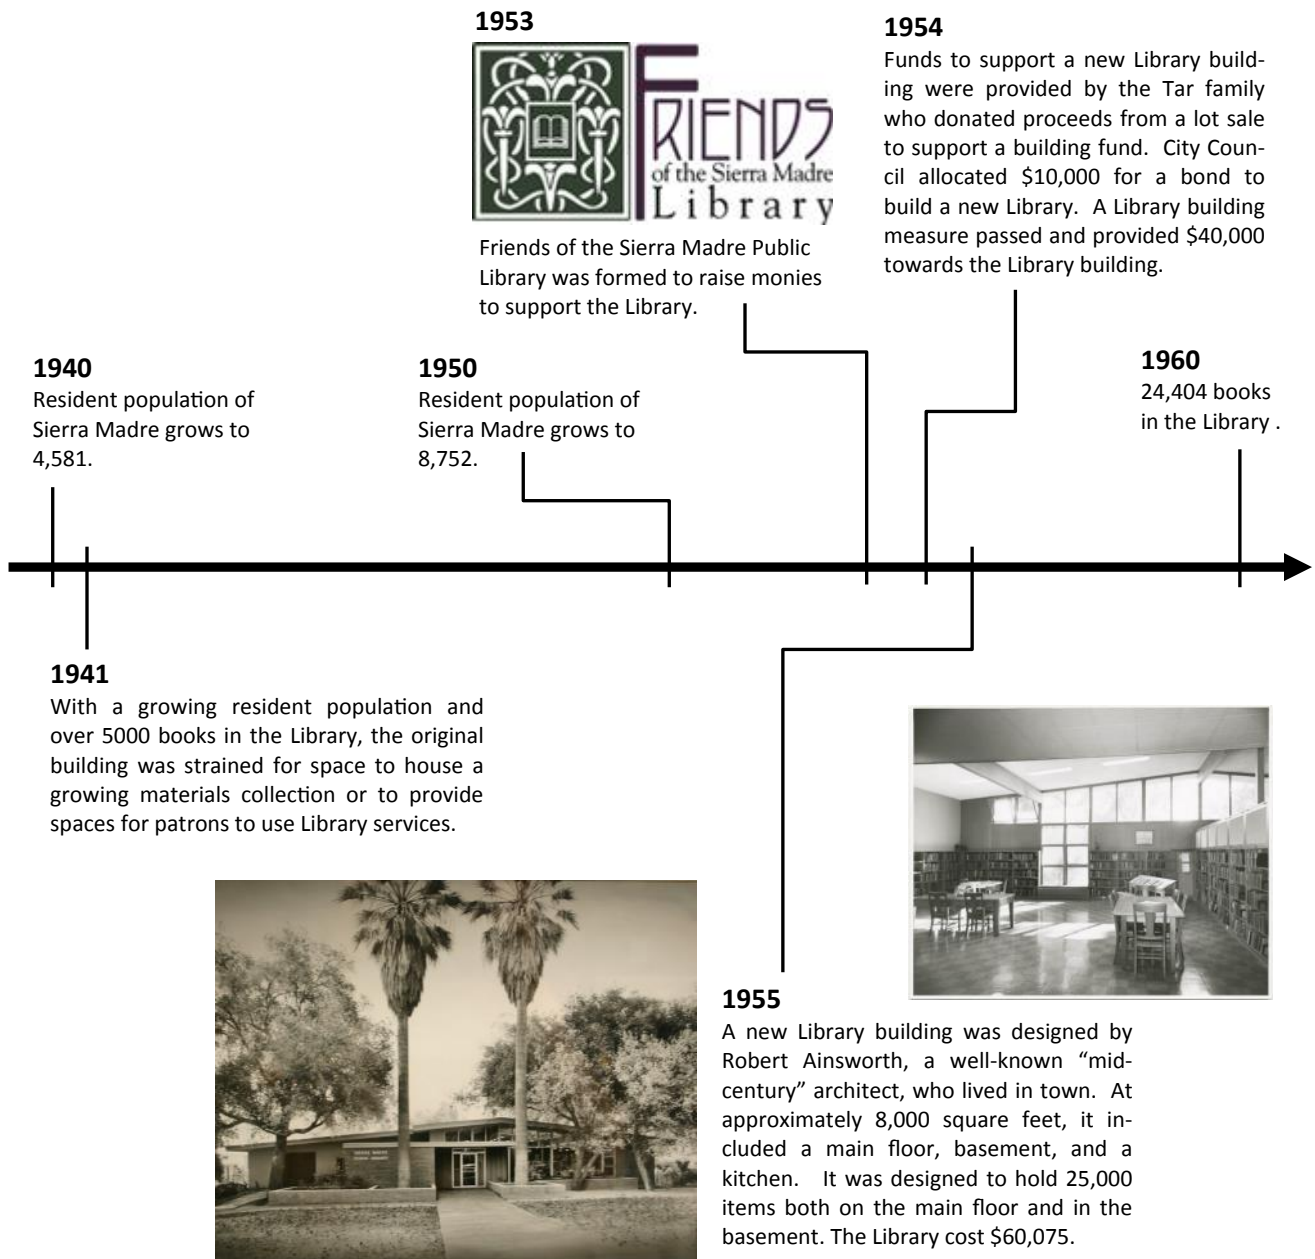 1953
FRIENDS
of the Sierra Madre
Library
Friends of the Sierra Madre Public
Library was formed to raise monies
to support the Library.
1954
Funds to support a new Library build-
ing were provided by the Tar family
who donated proceeds from a lot sale
to support a building fund. City Coun-
cil allocated $10,000 for a bond to
build a new Library. A Library building
measure passed and provided $40,000
towards the Library building.
1940
Resident population of
Sierra Madre grows to
4,581.
1950
Resident population of
Sierra Madre grows to
8,752.
1960
24,404 books
in the Library .
1941
With a growing resident population and
over 5000 books in the Library, the original
building was strained for space to house a
growing materials collection or to provide
spaces for patrons to use Library services.
1955
A new Library building was designed by
Robert Ainsworth, a well-known “mid-
century” architect, who lived in town. At
approximately 8,000 square feet, it in-
cluded a main floor, basement, and a
kitchen. It was designed to hold 25,000
items both on the main floor and in the
basement. The Library cost $60,075.